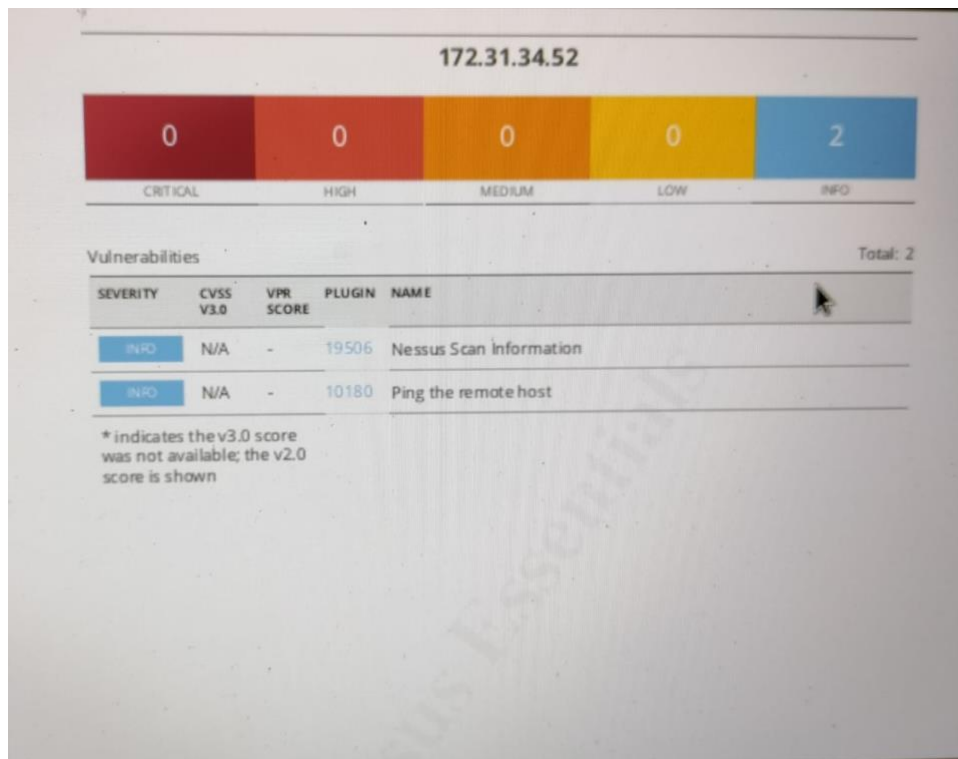 172.31.34.52
0 0 0 0 2
CRITICAL HIGH MEDIUM LOW INFO
Vulnerabilities Total: 2
SEVERITY CVSS V3.0 VPR SCORE PLUGIN NAME
INFO N/A - 19506 Nessus Scan Information
INFO N/A - 10180 Ping the remote host
* indicates the v3.0 score
was not available; the v2.0
score is shown
Essentials